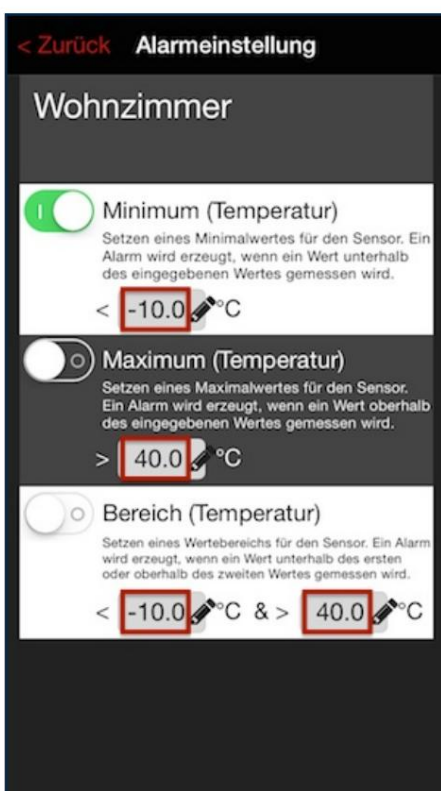 < Zurück Alarmeinstellung
Wohnzimmer
Minimum (Temperatur)
Setzen eines Minimalwertes für den Sensor. Ein
Alarm wird erzeugt, wenn ein Wert unterhalb
des eingegebenen Wertes gemessen wird.
< -10.0 °C
Maximum (Temperatur)
Setzen eines Maximalwertes für den Sensor.
Ein Alarm wird erzeugt, wenn ein Wert oberhalb
des eingegebenen Wertes gemessen wird.
> 40.0 °C
Bereich (Temperatur)
Setzen eines Wertebereichs für den Sensor. Ein Alarm
wird erzeugt, wenn ein Wert unterhalb des ersten
oder oberhalb des zweiten Wertes gemessen wird.
< -10.0 °C & > 40.0 °C